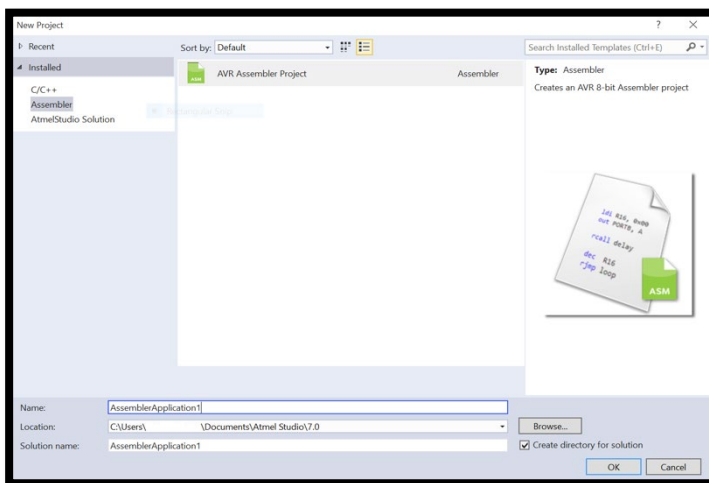 New Project
? ×
Recent
Sort by: Default
Search Installed Templates (Ctrl+E)
Installed
C/C++
Assembler
AtmelStudio Solution
AVR Assembler Project Assembler
ASM
Type: Assembler
Creates an AVR 8-bit Assembler project
ldi R16, 0x00
out PORTB, A
rcall delay
dec R16
rjmp loop
ASM
Name: AssemblerApplication1
Location: C:\Users\ \Documents\Atmel Studio\7.0
Browse...
Solution name: AssemblerApplication1
Create directory for solution
OK Cancel